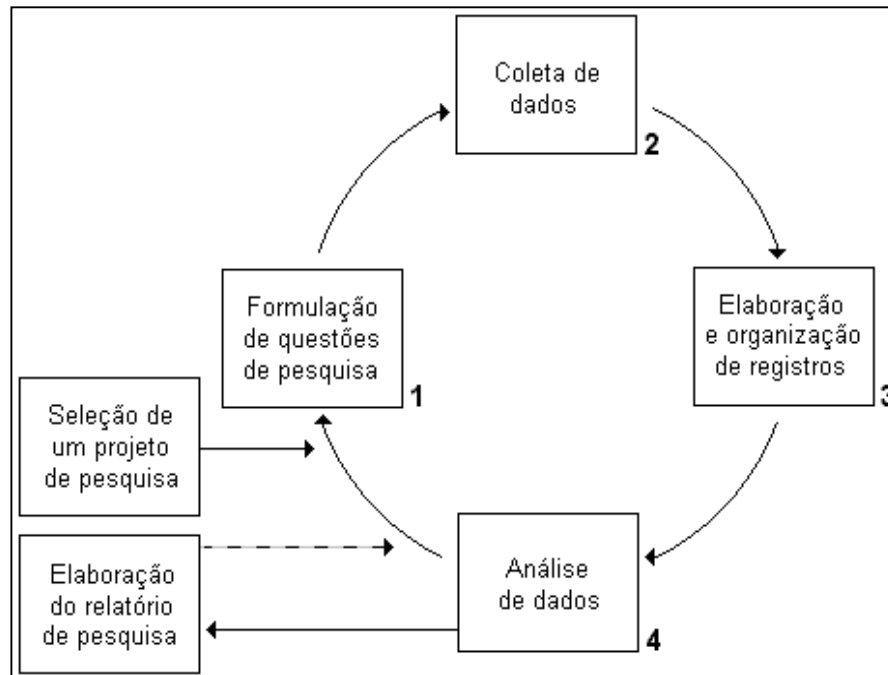 Coleta de
dados
2
Formulação
de questões
de pesquisa
1
Elaboração
e organização
de registros
3
Seleção de
um projeto
de pesquisa
Elaboração
do relatório
de pesquisa
Análise
de dados
4